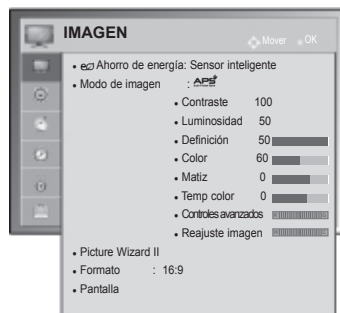 IMAGEN
Mover OK
• Ahorro de energía: Sensor inteligente
• Modo de imagen : APS
• Contraste 100
• Luminosidad 50
• Definición 50
• Color 60
• Matiz 0
• Temp color 0
• Controles avanzados
• Reajuste imagen
• Picture Wizard II
• Formato : 16:9
• Pantalla